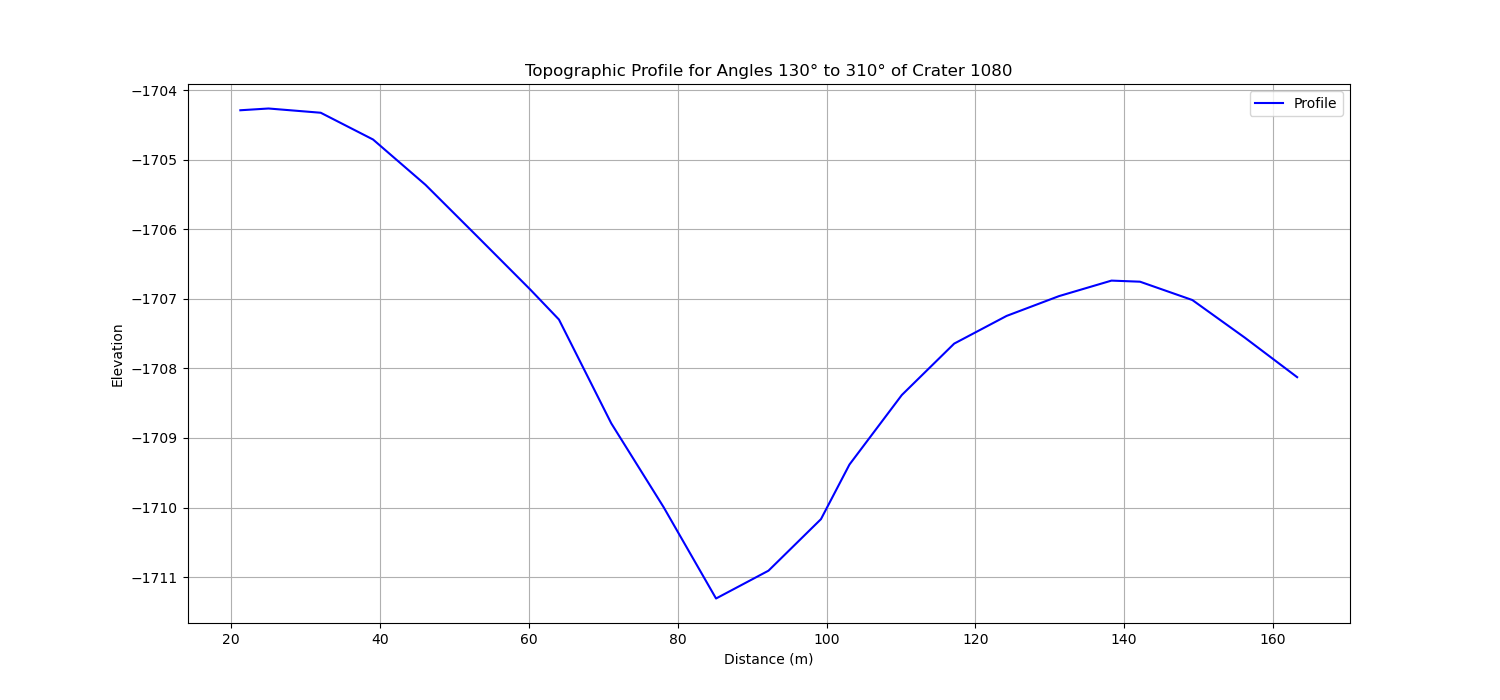 Topographic Profile for Angles 130° to 310° of Crater 1080
Profile
Elevation
−1704
−1705
−1706
−1707
−1708
−1709
−1710
−1711
20 40 60 80 100 120 140 160
Distance (m)